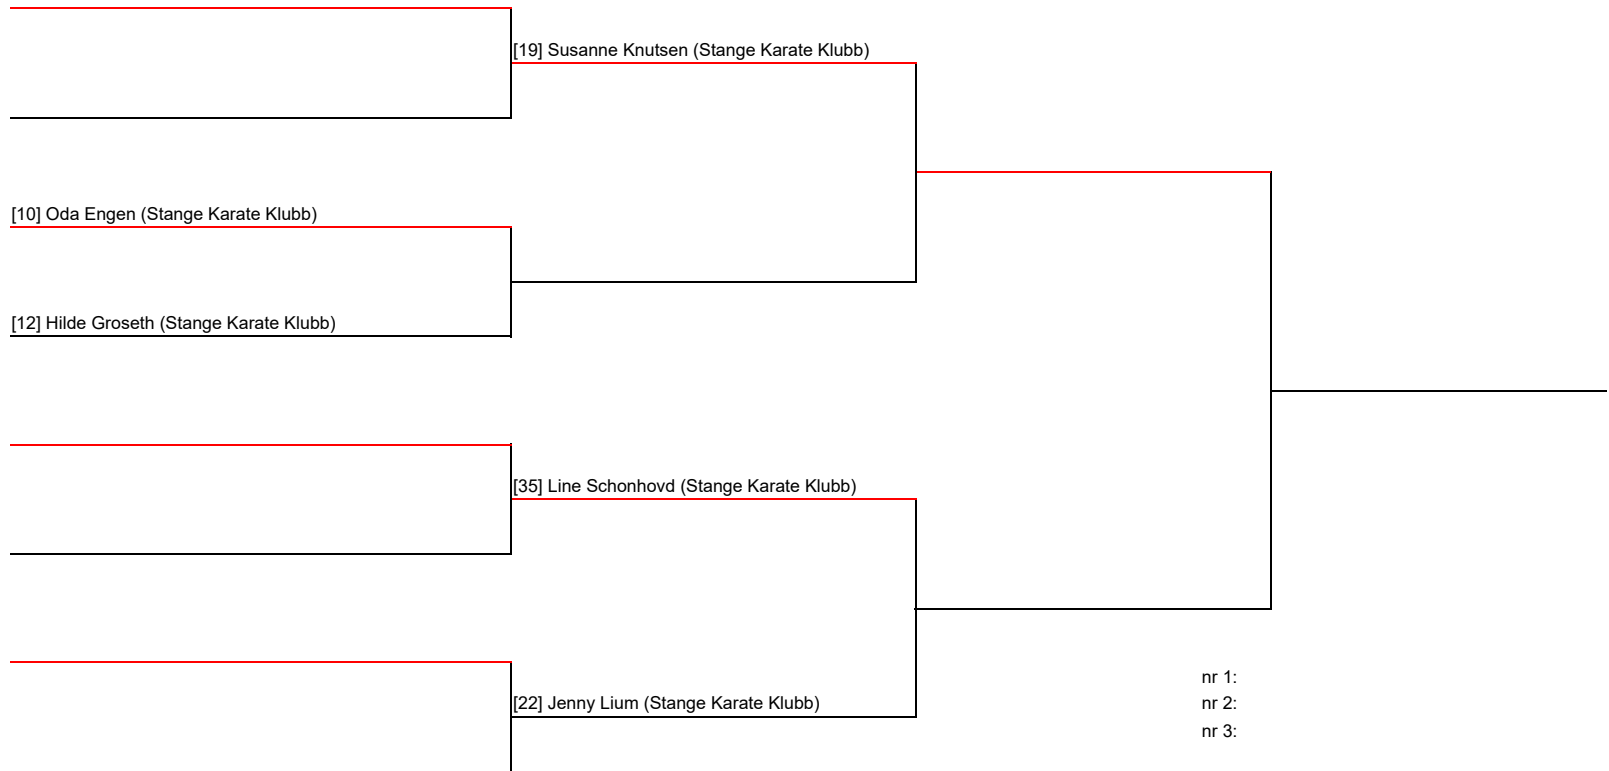 [19] Susanne Knutsen (Stange Karate Klubb)
[10] Oda Engen (Stange Karate Klubb)
[12] Hilde Groseth (Stange Karate Klubb)
[35] Line Schonhovd (Stange Karate Klubb)
[22] Jenny Lium (Stange Karate Klubb)
nr 1:
nr 2:
nr 3: